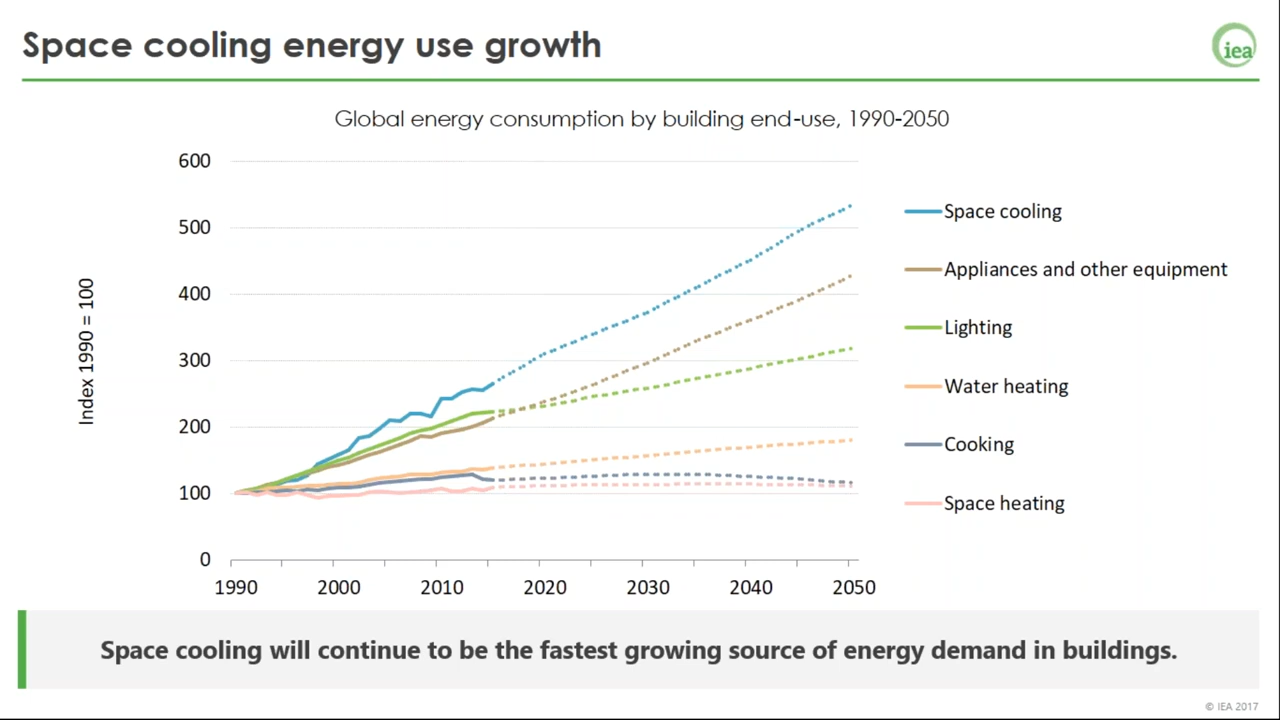 Space cooling energy use growth
iea
Global energy consumption by building end-use, 1990-2050
Index 1990 = 100
600
500
400
300
200
100
0
1990 2000 2010 2020 2030 2040 2050
Space cooling
Appliances and other equipment
Lighting
Water heating
Cooking
Space heating
Space cooling will continue to be the fastest growing source of energy demand in buildings.
© IEA 2017